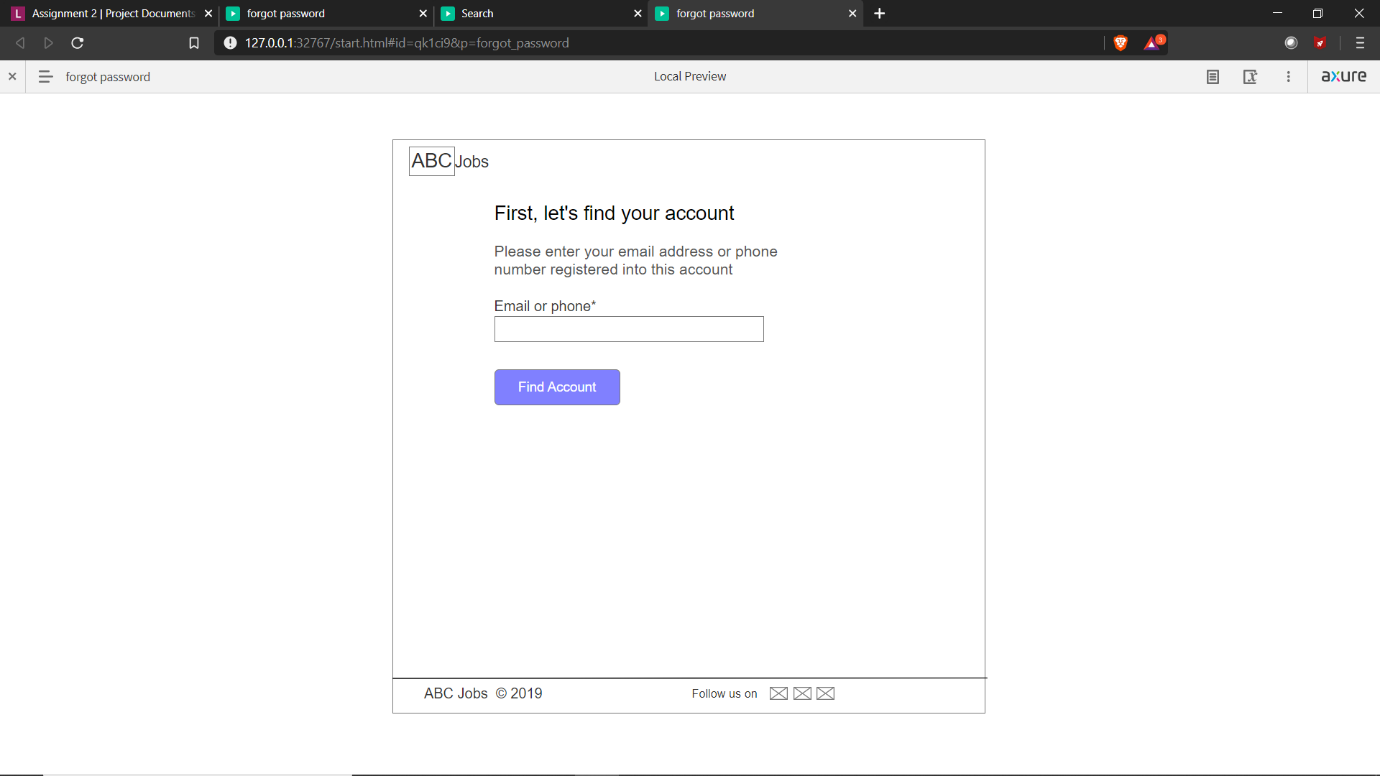 L Assignment 2 | Project Documents
forgot password
Search
forgot password
127.0.0.1:32767/start.html#id=qk1ci9&p=forgot_password
3
forgot password
Local Preview
axure
ABC Jobs
First, let's find your account
Please enter your email address or phone
number registered into this account
Email or phone*
Find Account
ABC Jobs © 2019
Follow us on